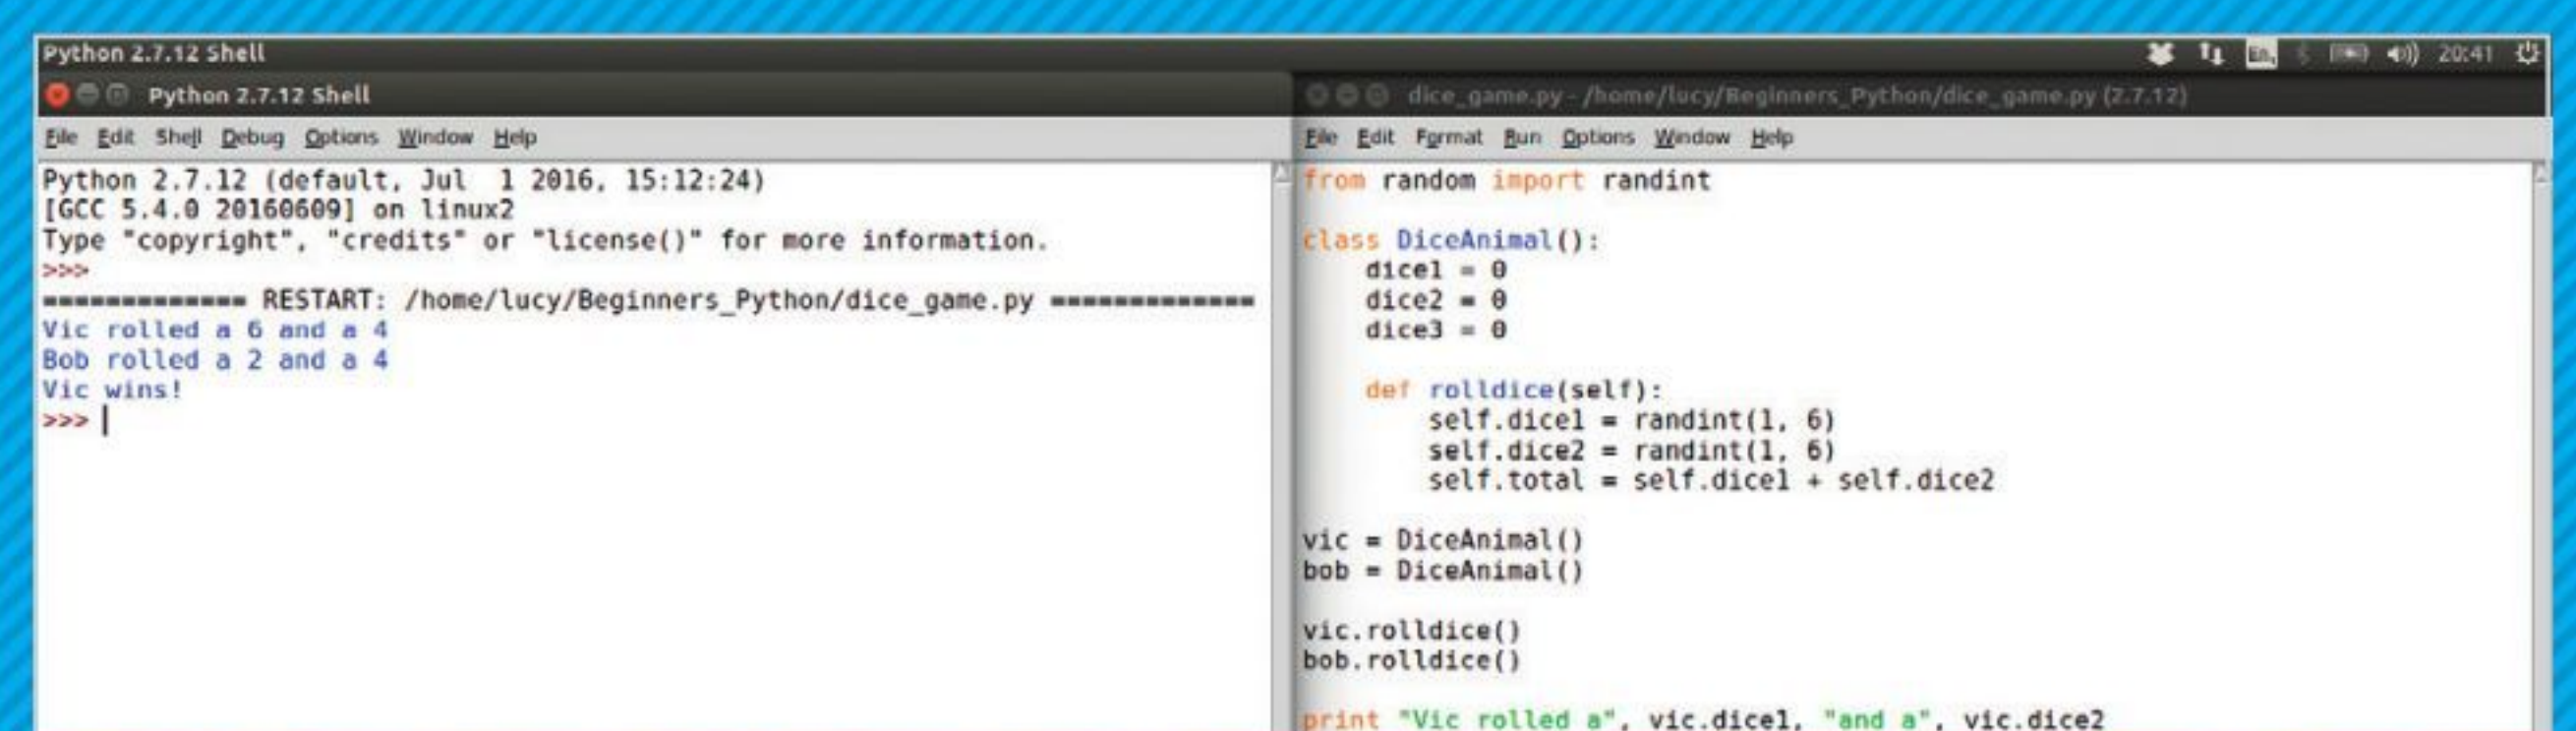 Python 2.7.12 Shell
20:41
Python 2.7.12 Shell
File Edit Shell Debug Options Window Help
Python 2.7.12 (default, Jul  1 2016, 15:12:24)
[GCC 5.4.0 20160609] on linux2
Type "copyright", "credits" or "license()" for more information.
>>>
============= RESTART: /home/lucy/Beginners_Python/dice_game.py =============
Vic rolled a 6 and a 4
Bob rolled a 2 and a 4
Vic wins!
>>>
dice_game.py - /home/lucy/Beginners_Python/dice_game.py (2.7.12)
File Edit Format Run Options Window Help
from random import randint
class DiceAnimal():
    dice1 = 0
    dice2 = 0
    dice3 = 0
    def rolldice(self):
        self.dice1 = randint(1, 6)
        self.dice2 = randint(1, 6)
        self.total = self.dice1 + self.dice2
vic = DiceAnimal()
bob = DiceAnimal()
vic.rolldice()
bob.rolldice()
print "Vic rolled a", vic.dice1, "and a", vic.dice2